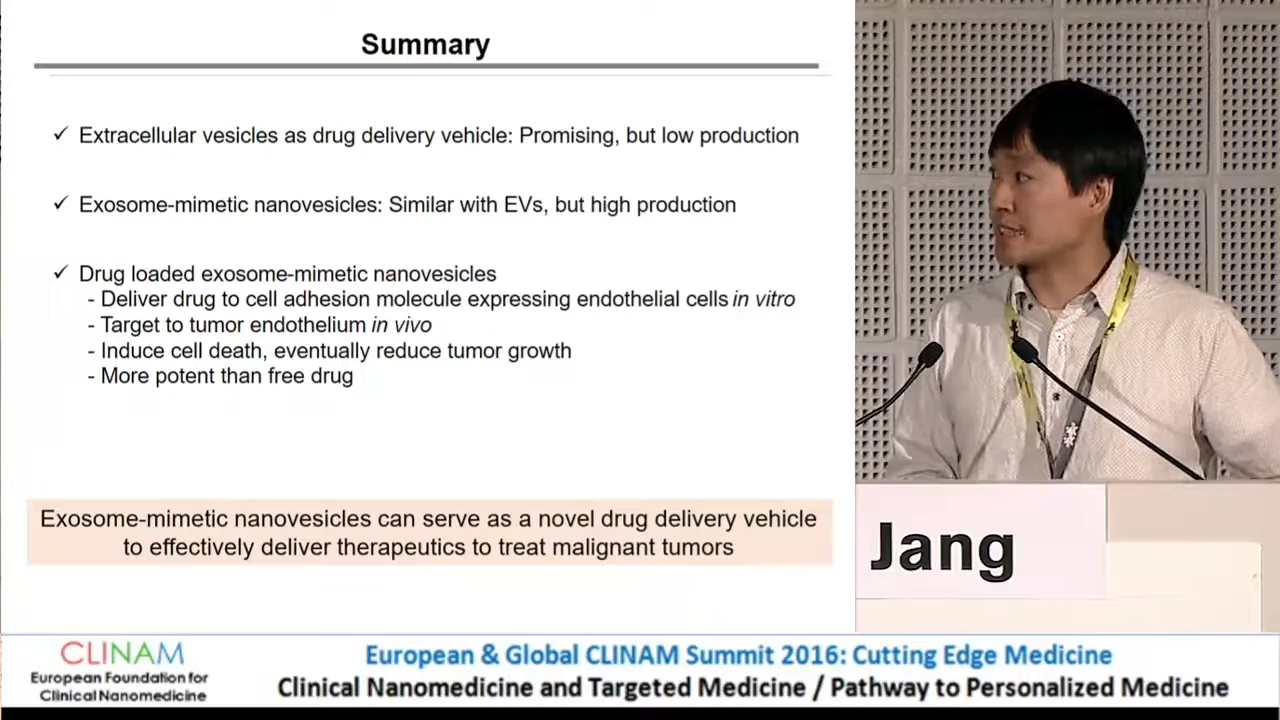 Summary
✓ Extracellular vesicles as drug delivery vehicle: Promising, but low production
✓ Exosome-mimetic nanovesicles: Similar with EVs, but high production
✓ Drug loaded exosome-mimetic nanovesicles
- Deliver drug to cell adhesion molecule expressing endothelial cells in vitro
- Target to tumor endothelium in vivo
- Induce cell death, eventually reduce tumor growth
- More potent than free drug
Exosome-mimetic nanovesicles can serve as a novel drug delivery vehicle
to effectively deliver therapeutics to treat malignant tumors
Jang
CLINAM
European Foundation for
Clinical Nanomedicine
European & Global CLINAM Summit 2016: Cutting Edge Medicine
Clinical Nanomedicine and Targeted Medicine / Pathway to Personalized Medicine